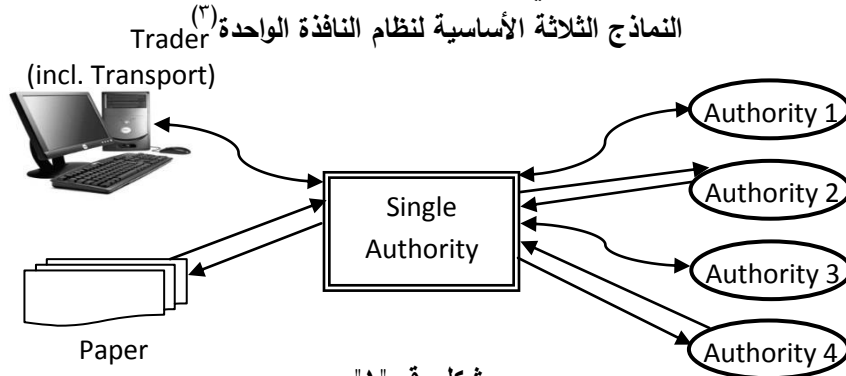 النماذج الثلاثة الأساسية لنظام النافذة الواحدة(٣)
Trader
(incl. Transport)
Authority 1
Authority 2
Single
Authority
Authority 3
Authority 4
Paper